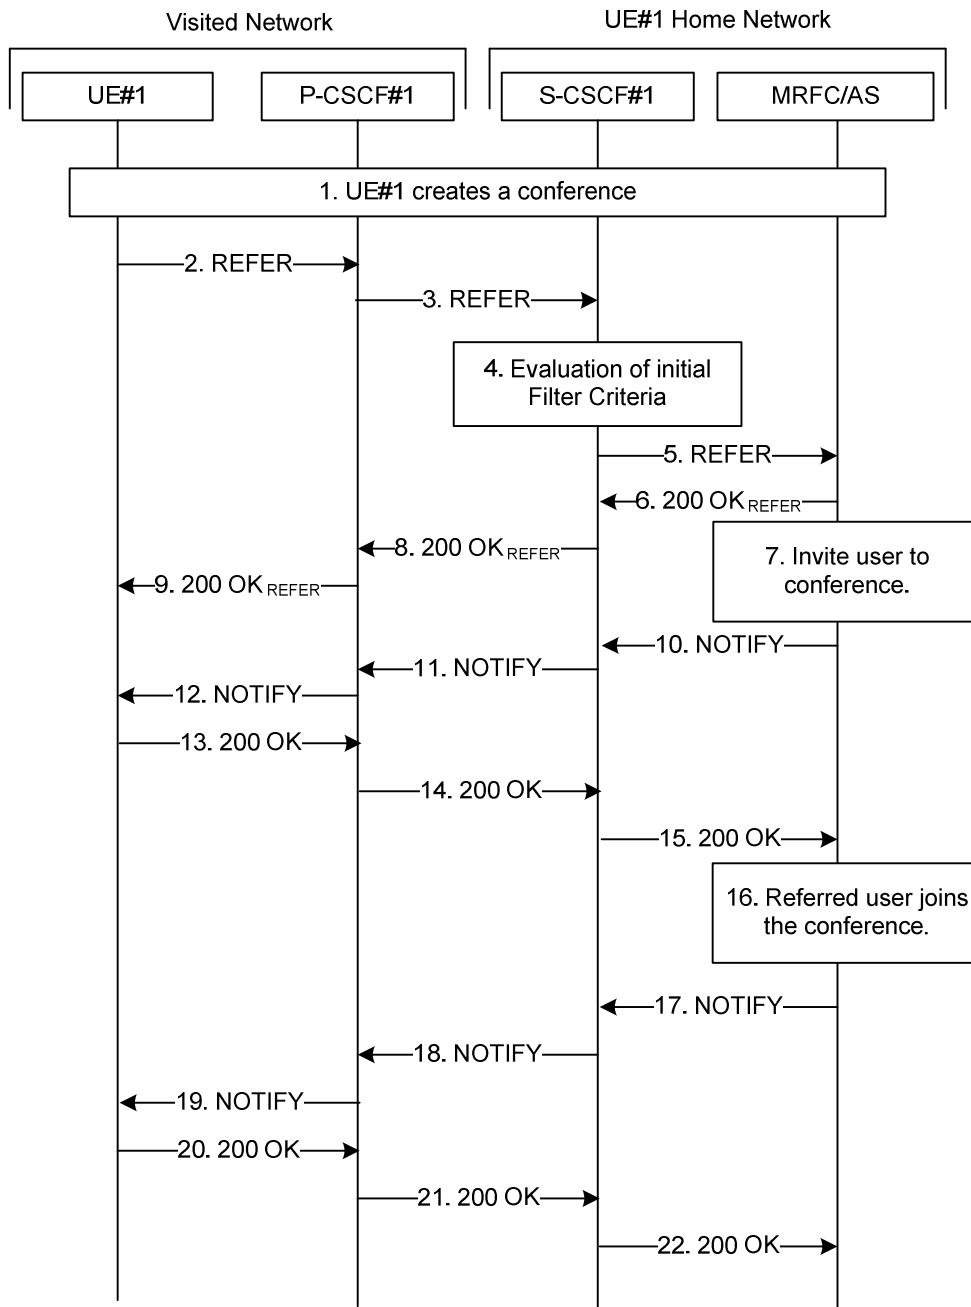 Visited Network
UE#1 Home Network
UE#1
P-CSCF#1
S-CSCF#1
MRFC/AS
1. UE#1 creates a conference
2. REFER
3. REFER
4. Evaluation of initial
Filter Criteria
5. REFER
6. 200 OK REFER
8. 200 OK REFER
7. Invite user to
conference.
9. 200 OK REFER
10. NOTIFY
11. NOTIFY
12. NOTIFY
13. 200 OK
14. 200 OK
15. 200 OK
16. Referred user joins
the conference.
17. NOTIFY
18. NOTIFY
19. NOTIFY
20. 200 OK
21. 200 OK
22. 200 OK